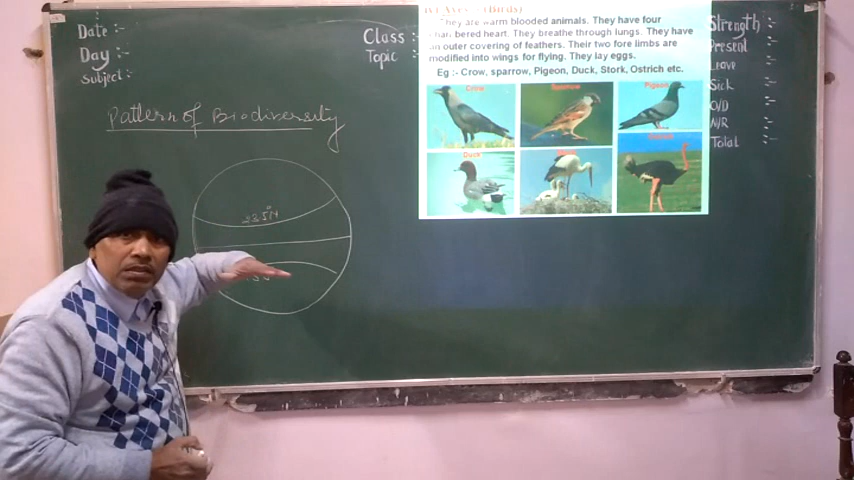 Date :-
Day :-
Subject :-
Class :-
Topic :-
Pattern of Biodiversity
23.5°N
Aves (Birds)
They are warm blooded animals. They have four
bered heart. They breathe through lungs. They have
an outer covering of feathers. Their two fore limbs are
modified into wings for flying. They lay eggs.
Eg :- Crow, sparrow, Pigeon, Duck, Stork, Ostrich etc.
Crow
Sparrow
Pigeon
Duck
Strength :-
Present :-
Leave :-
Sick :-
O/D :-
N/R :-
Total :-